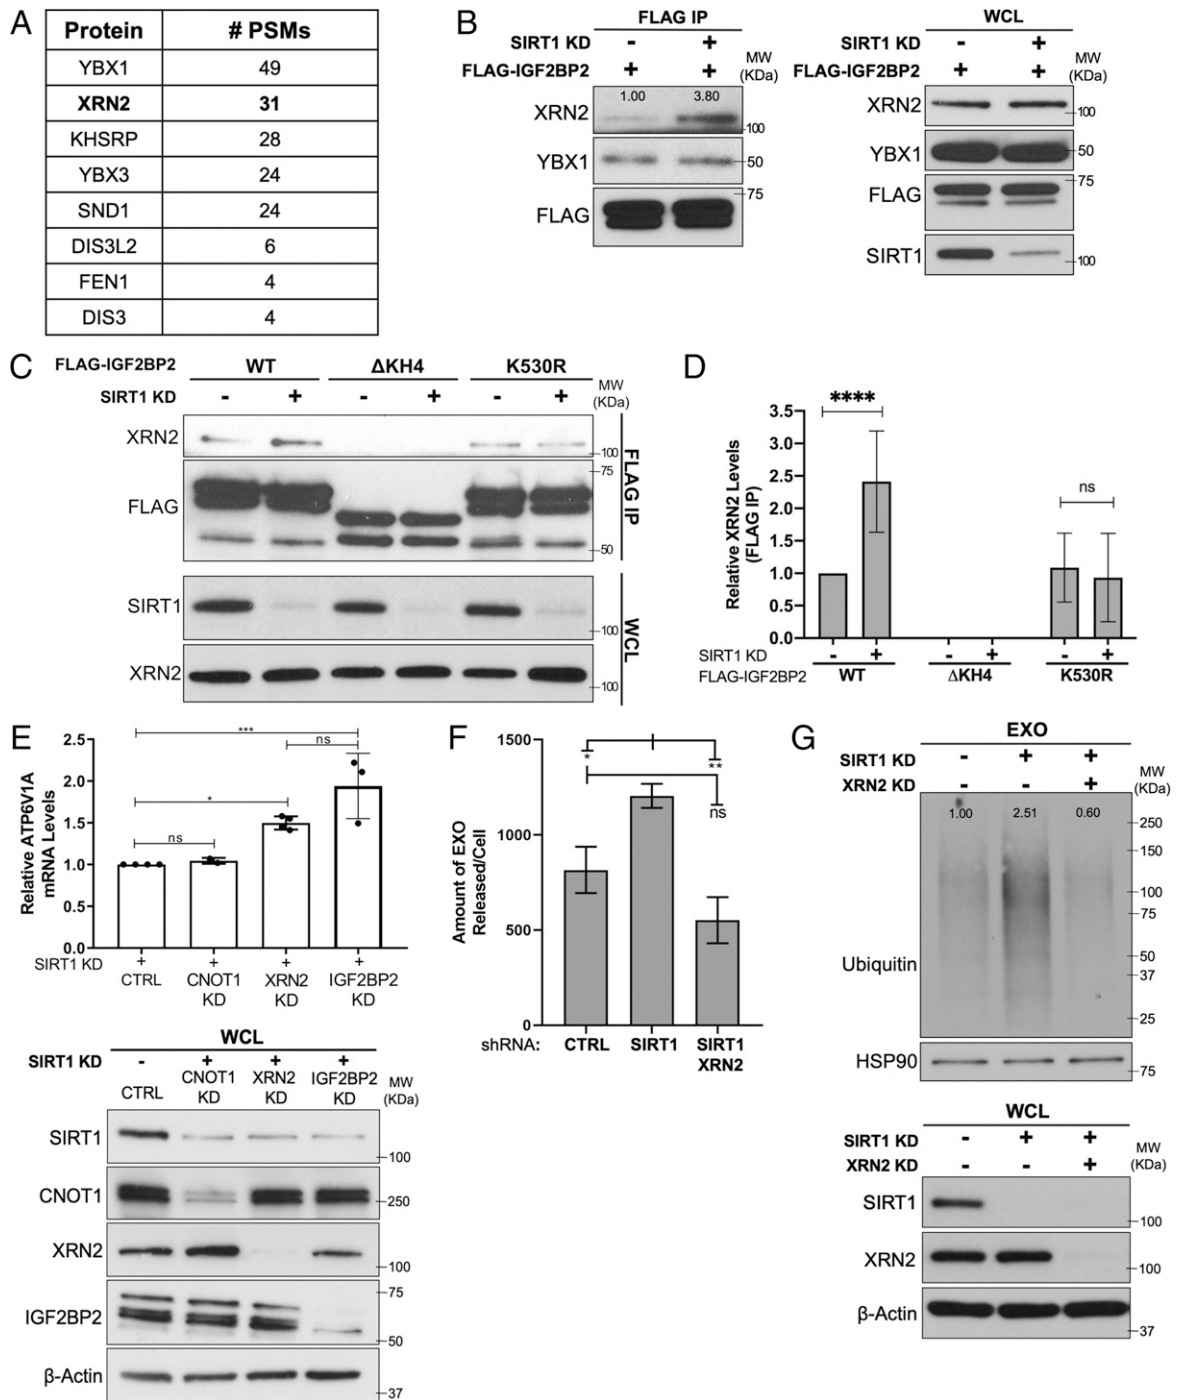 A
Protein # PSMs
YBX1 49
XRN2 31
KHSRP 28
YBX3 24
SND1 24
DIS3L2 6
FEN1 4
DIS3 4
B
FLAG IP
SIRT1 KD - +
FLAG-IGF2BP2 + +
MW
(KDa)
XRN2 1.00 3.80
100
YBX1 50
75
FLAG
WCL
SIRT1 KD - +
FLAG-IGF2BP2 + +
MW
(KDa)
XRN2 100
YBX1 50
75
FLAG
SIRT1 100
C
FLAG-IGF2BP2 WT ΔKH4 K530R
SIRT1 KD - + - + - +
MW
(KDa)
XRN2
100
75
FLAG
50
FLAG IP
SIRT1
100
XRN2
100
WCL
D
Relative XRN2 Levels
(FLAG IP)
3.5
3.0
2.5
2.0
1.5
1.0
0.5
0.0
****
ns
SIRT1 KD - + - + - +
FLAG-IGF2BP2 WT ΔKH4 K530R
E
Relative ATP6V1A
mRNA Levels
2.5
2.0
1.5
1.0
0.5
0.0
***
ns
*
ns
SIRT1 KD + + + +
CTRL CNOT1 XRN2 IGF2BP2
KD KD KD
WCL
SIRT1 KD - + + +
CTRL CNOT1 XRN2 IGF2BP2
KD KD KD
MW
(KDa)
SIRT1
100
CNOT1
250
XRN2
100
75
IGF2BP2
50
β-Actin
37
F
Amount of EXO
Released/Cell
1500
1000
500
0
*
**
ns
shRNA: CTRL SIRT1 SIRT1
XRN2
G
EXO
SIRT1 KD - + +
XRN2 KD - - +
MW
(KDa)
1.00 2.51 0.60
250
150
100
75
50
37
25
Ubiquitin
HSP90
75
WCL
SIRT1 KD - + +
XRN2 KD - - +
MW
(KDa)
SIRT1
100
XRN2
100
β-Actin
37